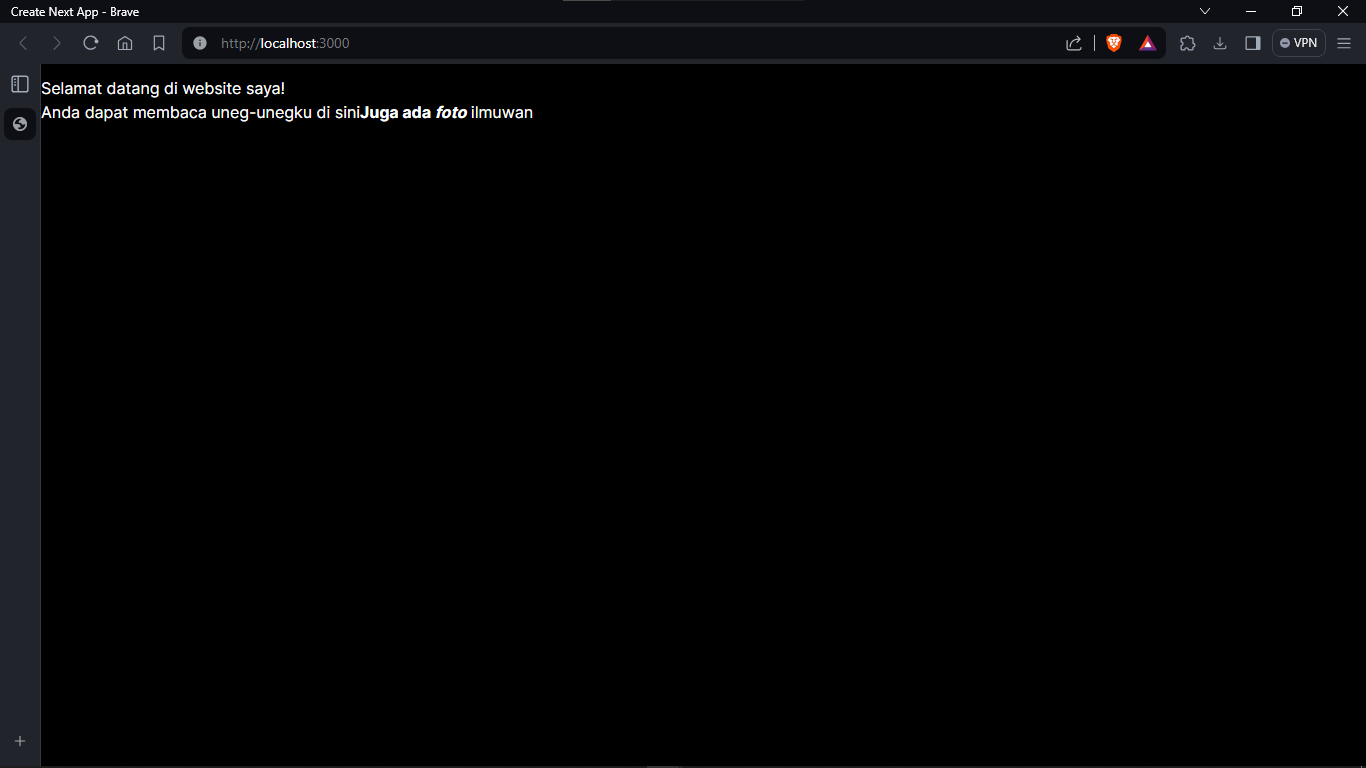 Create Next App - Brave
http://localhost:3000
VPN
Selamat datang di website saya!
Anda dapat membaca uneg-unegku di siniJuga ada foto ilmuwan